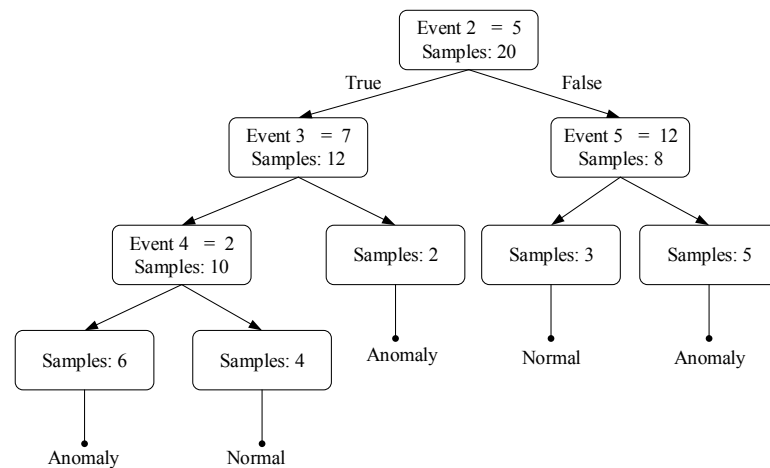 Event 2 = 5
Samples: 20
True
False
Event 3 = 7
Samples: 12
Event 5 = 12
Samples: 8
Event 4 = 2
Samples: 10
Samples: 2
Samples: 3
Samples: 5
Samples: 6
Samples: 4
Anomaly
Normal
Anomaly
Anomaly
Normal